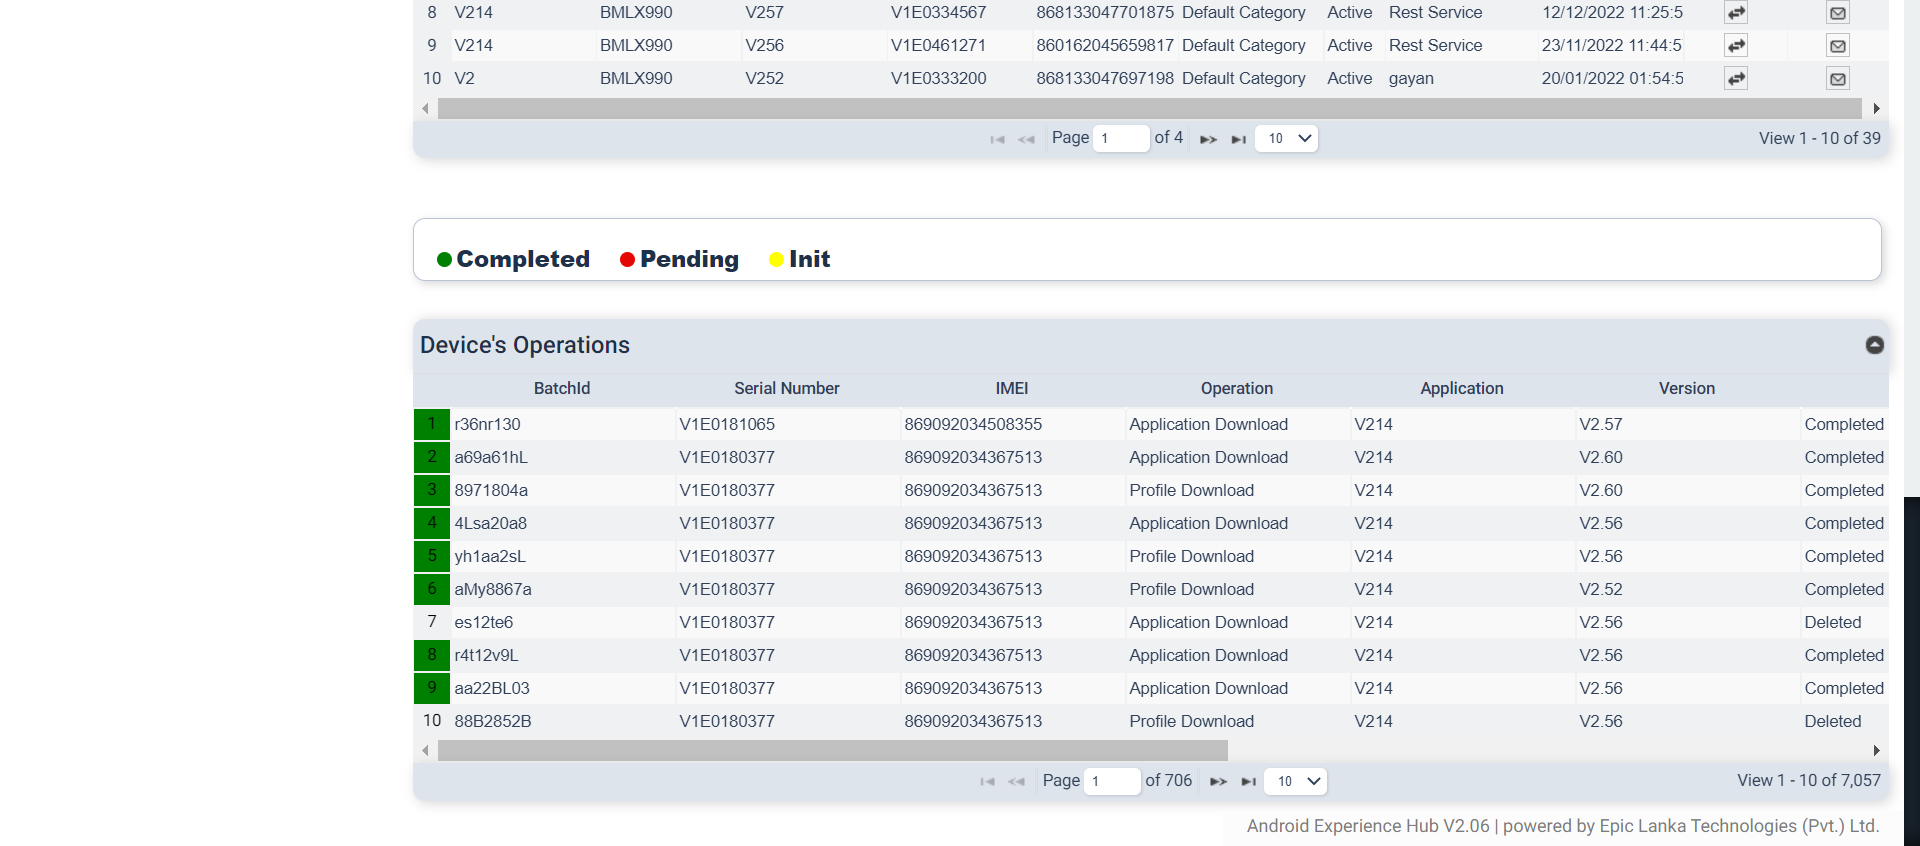 8 V214 BMLX990 V257 V1E0334567 868133047701875 Default Category Active Rest Service 12/12/2022 11:25:5
9 V214 BMLX990 V256 V1E0461271 860162045659817 Default Category Active Rest Service 23/11/2022 11:44:5
10 V2 BMLX990 V252 V1E0333200 868133047697198 Default Category Active gayan 20/01/2022 01:54:5
Page 1 of 4 10 View 1 - 10 of 39
Completed Pending Init
Device's Operations
BatchId Serial Number IMEI Operation Application Version
1 r36nr130 V1E0181065 869092034508355 Application Download V214 V2.57 Completed
2 a69a61hL V1E0180377 869092034367513 Application Download V214 V2.60 Completed
3 8971804a V1E0180377 869092034367513 Profile Download V214 V2.60 Completed
4 4Lsa20a8 V1E0180377 869092034367513 Application Download V214 V2.56 Completed
5 yh1aa2sL V1E0180377 869092034367513 Profile Download V214 V2.56 Completed
6 aMy8867a V1E0180377 869092034367513 Profile Download V214 V2.52 Completed
7 es12te6 V1E0180377 869092034367513 Application Download V214 V2.56 Deleted
8 r4t12v9L V1E0180377 869092034367513 Application Download V214 V2.56 Completed
9 aa22BL03 V1E0180377 869092034367513 Application Download V214 V2.56 Completed
10 88B2852B V1E0180377 869092034367513 Profile Download V214 V2.56 Deleted
Page 1 of 706 10 View 1 - 10 of 7,057
Android Experience Hub V2.06 | powered by Epic Lanka Technologies (Pvt.) Ltd.